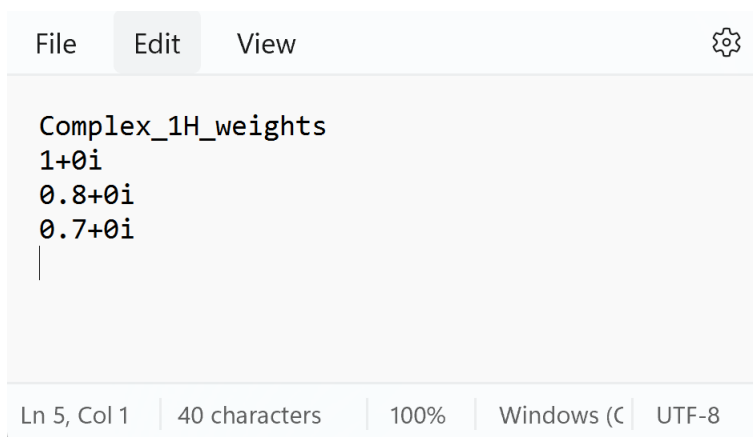 File Edit View
Complex_1H_weights
1+0i
0.8+0i
0.7+0i
Ln 5, Col 1 40 characters 100% Windows (C UTF-8